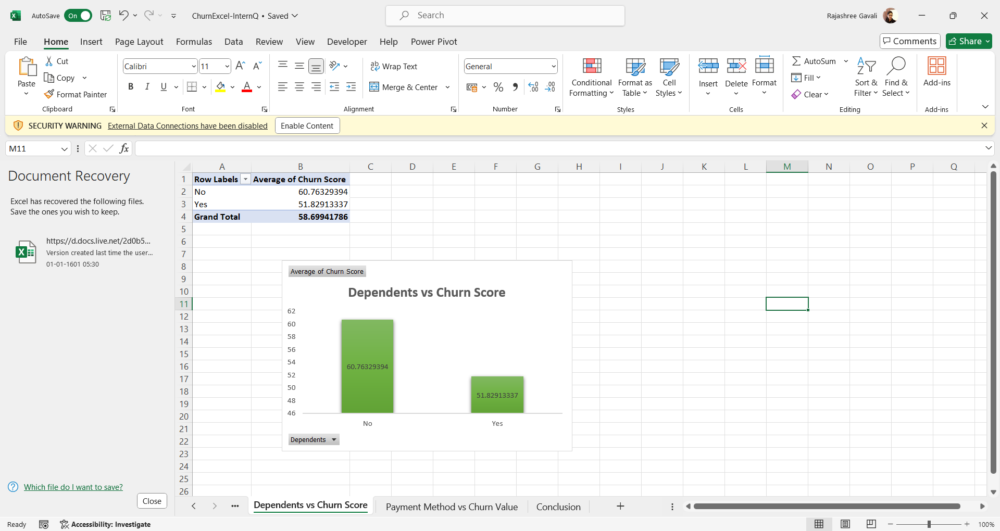 AutoSave On ChurnExcel-InternQ • Saved Search Rajashree Gavali
File Home Insert Page Layout Formulas Data Review View Developer Help Power Pivot Comments Share
Paste
Cut
Copy
Format Painter
Clipboard
Calibri 11
B I U A
Font
Wrap Text
Merge & Center
Alignment
General
% 9 .00 .00
Number
Conditional Formatting
Format as Table
Cell Styles
Styles
Insert
Delete
Format
Cells
AutoSum
Fill
Clear
Sort & Filter
Find & Select
Editing
Add-ins
Add-ins
SECURITY WARNING External Data Connections have been disabled Enable Content
M11 fx
Document Recovery
Excel has recovered the following files.
Save the ones you wish to keep.
https://d.docs.live.net/2d0b5...
Version created last time the user...
01-01-1601 05:30
Which file do I want to save?
Close
A B C D E F G H I J K L M N O P Q
1 Row Labels Average of Churn Score
2 No 60.76329394
3 Yes 51.82913337
4 Grand Total 58.69941786
5
6
7
8
9
10
11
12
13
14
15
16
17
18
19
20
21
22
23
24
25
26
Average of Churn Score
Dependents vs Churn Score
62
60
58
56
54
52
50
48
46
60.76329394
51.82913337
No Yes
Dependents
Dependents vs Churn Score Payment Method vs Churn Value Conclusion
Ready Accessibility: Investigate 100%